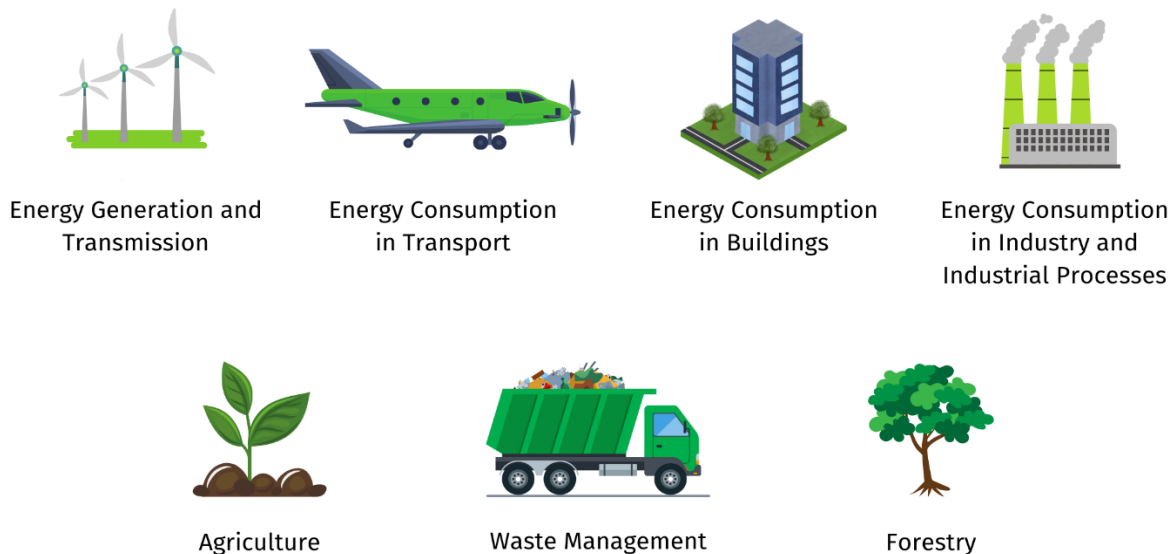 Energy Generation and
Transmission
Energy Consumption
in Transport
Energy Consumption
in Buildings
Energy Consumption
in Industry and
Industrial Processes
Agriculture
Waste Management
Forestry